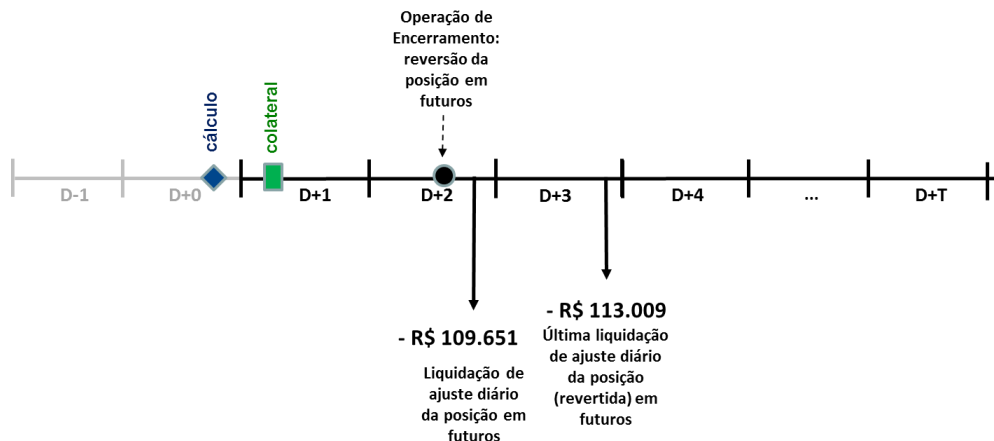 Operação de
Encerramento:
reversão da
posição em
futuros
cálculo
colateral
D-1
D+0
D+1
D+2
D+3
D+4
...
D+T
- R$ 109.651
Liquidação de
ajuste diário
da posição em
futuros
- R$ 113.009
Última liquidação
de ajuste diário
da posição
(revertida) em
futuros